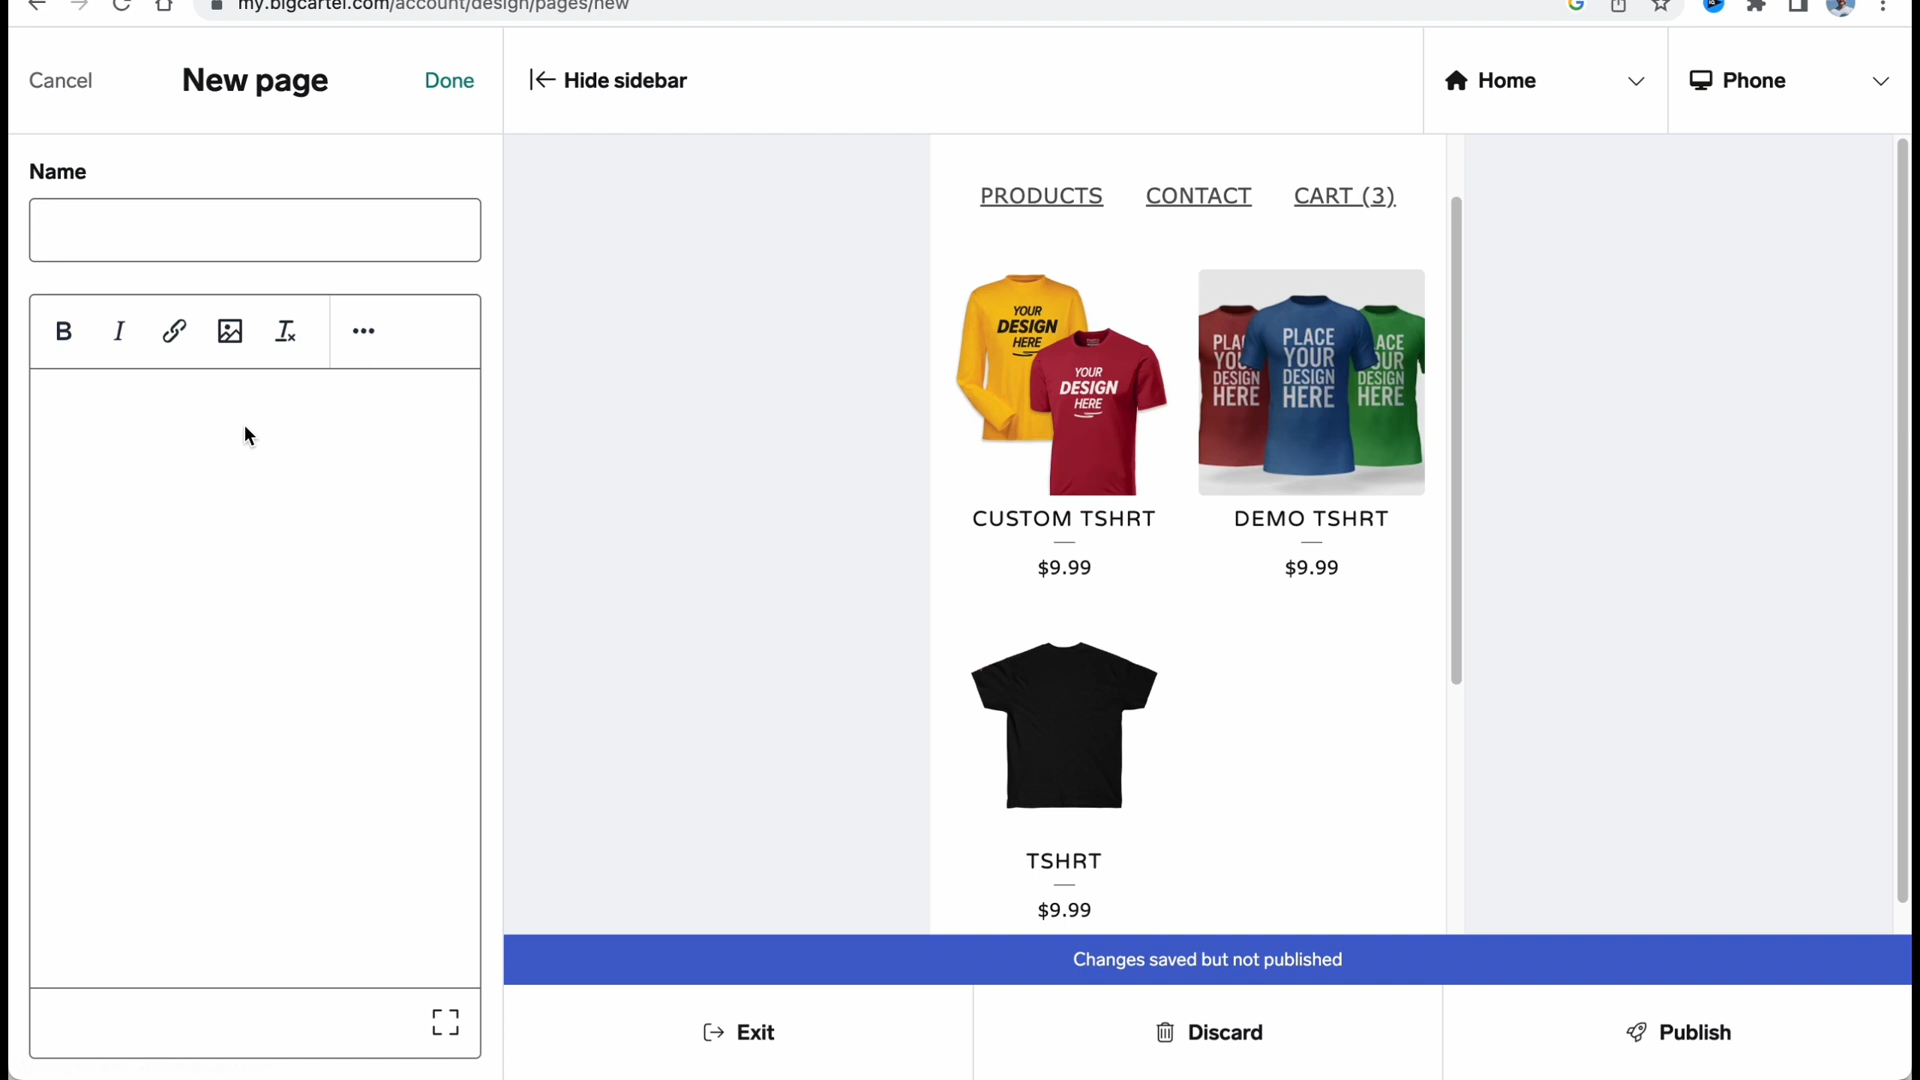 my.bigcartel.com/account/design/pages/new
Cancel
New page
Done
Hide sidebar
Home
Phone
Name
B I
PRODUCTS CONTACT CART (3)
YOUR
DESIGN
HERE
YOUR
DESIGN
HERE
PLACE
YOUR
DESIGN
HERE
DESIGN
HERE
DESIGN
HERE
CUSTOM TSHRT
$9.99
DEMO TSHRT
$9.99
TSHRT
$9.99
Changes saved but not published
Exit
Discard
Publish